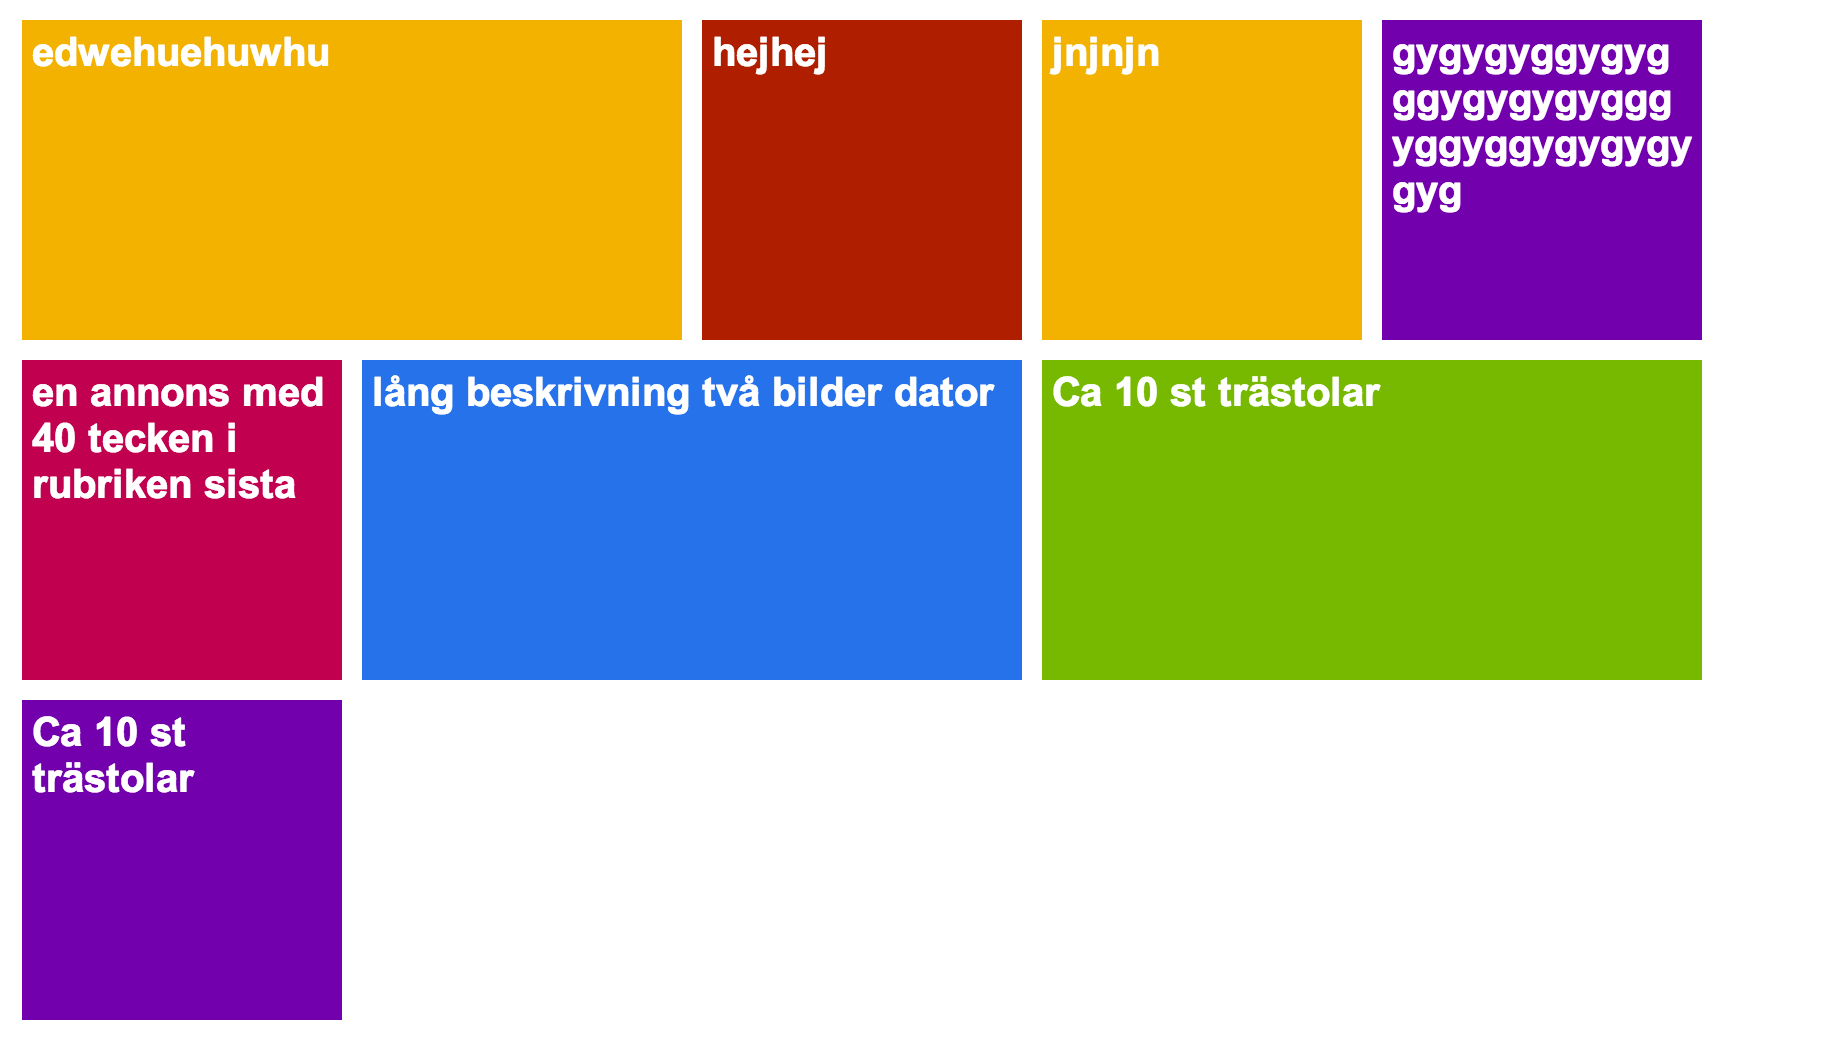 edwehuehuwhu
hejhej
jnjnjn
gygygyggygyg
ggygygygyggg
yggyggygygygy
gyg
en annons med
40 tecken i
rubriken sista
lång beskrivning två bilder dator
Ca 10 st trästolar
Ca 10 st
trästolar